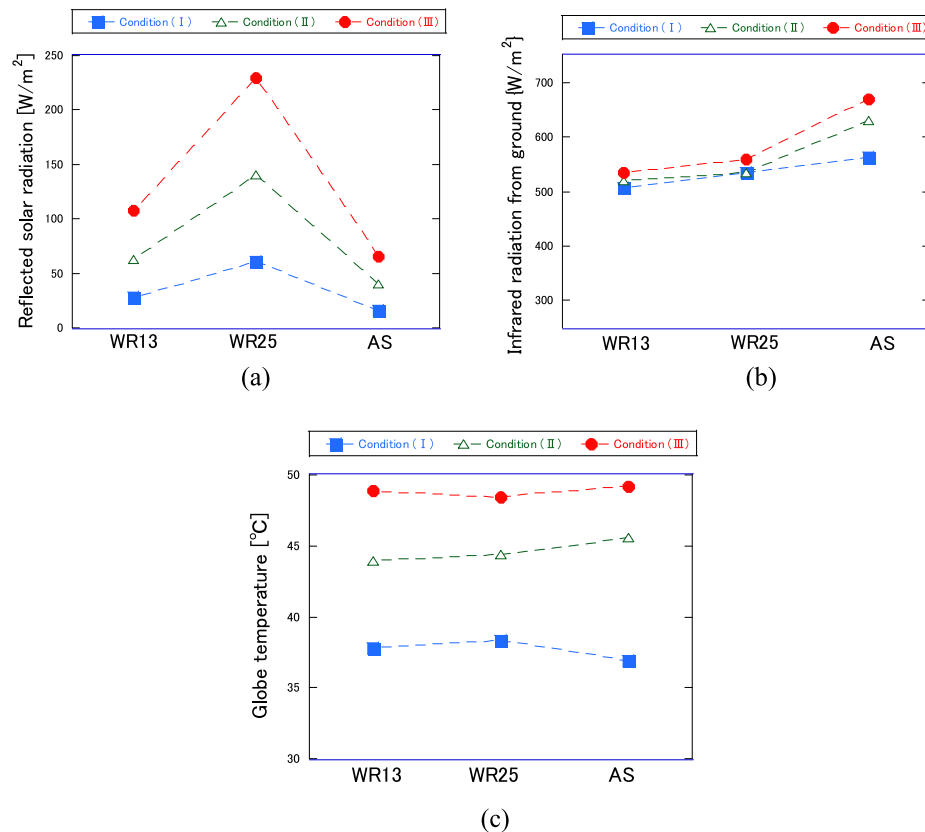 Condition(Ⅰ) Condition(Ⅱ) Condition(Ⅲ)
Reflected solar radiation [W/m²]
250
200
150
100
50
0
WR13 WR25 AS
(a)
Condition(Ⅰ) Condition(Ⅱ) Condition(Ⅲ)
Infrared radiation from ground {W/m²}
700
600
500
400
300
WR13 WR25 AS
(b)
Condition(Ⅰ) Condition(Ⅱ) Condition(Ⅲ)
Globe temperature [℃]
50
45
40
35
30
WR13 WR25 AS
(c)